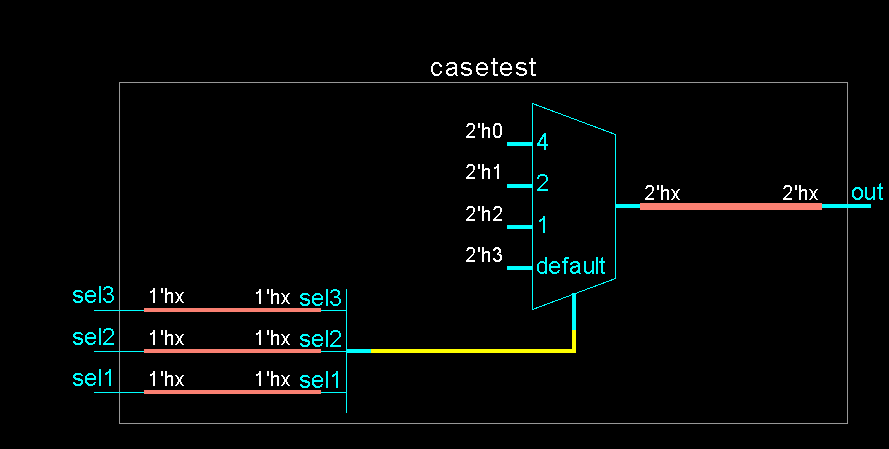 casetest
2'h0
4
2'h1
2
2'hx 2'hx out
2'h2
1
2'h3
default
sel3 1'hx 1'hx sel3
sel2 1'hx 1'hx sel2
sel1 1'hx 1'hx sel1